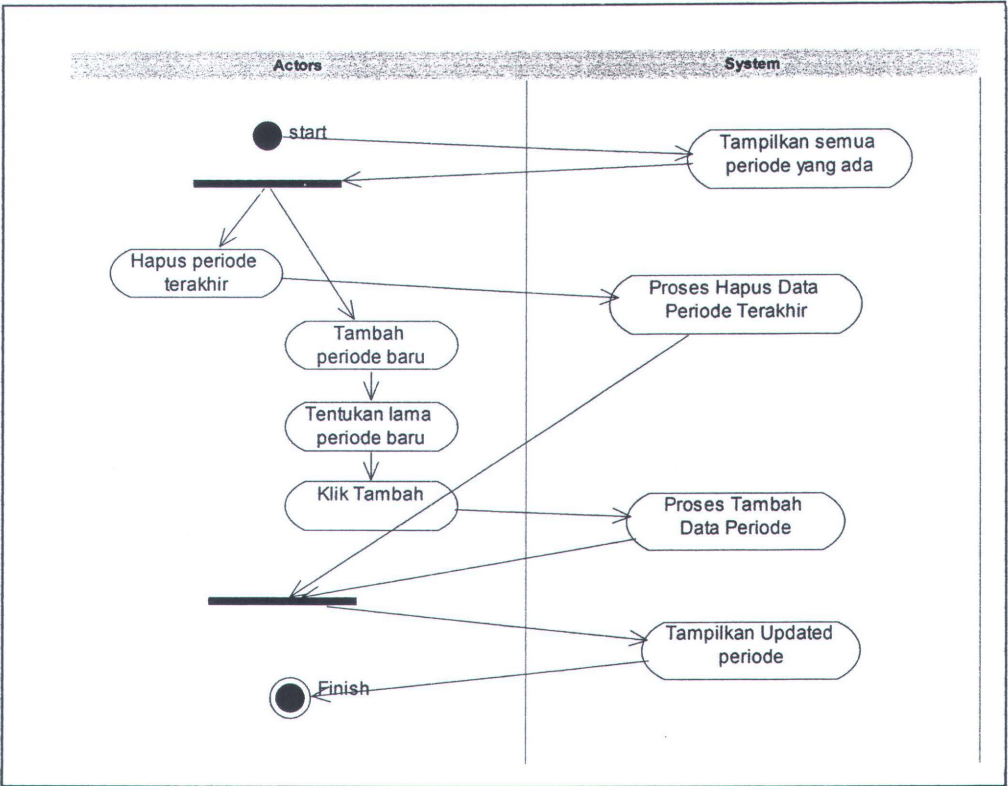 Actors
System
start
Tampilkan semua
periode yang ada
Hapus periode
terakhir
Proses Hapus Data
Periode Terakhir
Tambah
periode baru
Tentukan lama
periode baru
Klik Tambah
Proses Tambah
Data Periode
Tampilkan Updated
periode
Finish